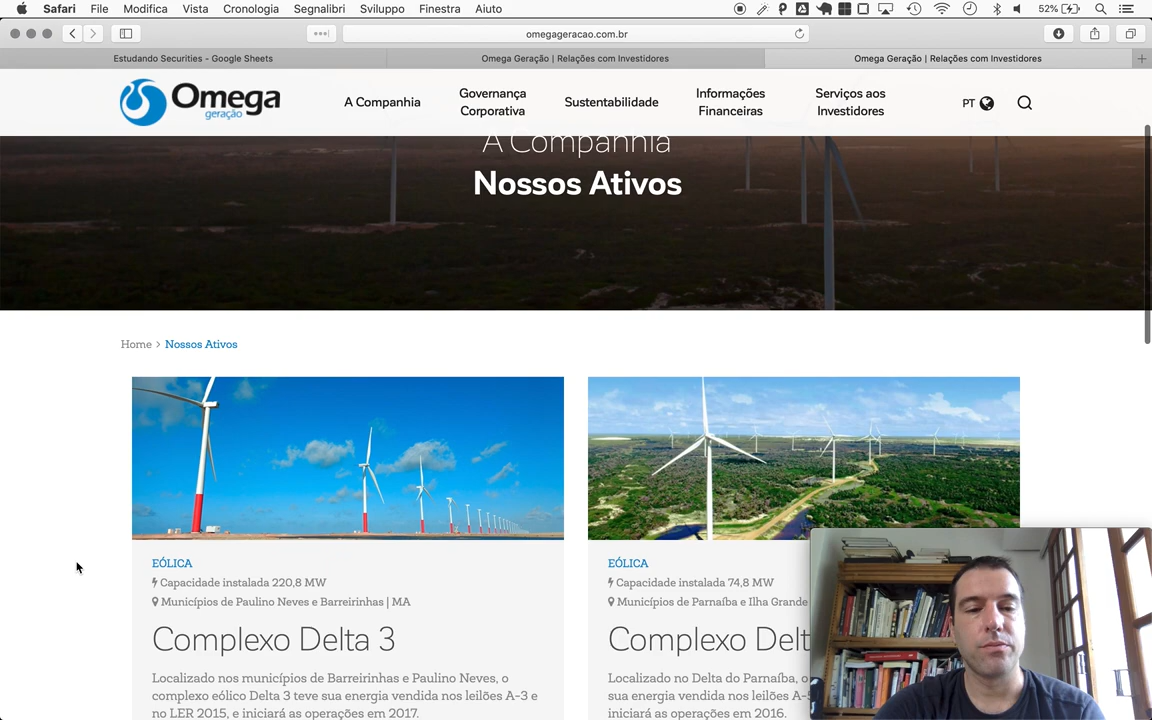 Safari File Modifica Vista Cronologia Segnalibri Sviluppo Finestra Aiuto 52%
omegageracao.com.br
Estudando Securities - Google Sheets
Omega Geração | Relações com Investidores
Omega Geração | Relações com Investidores
Omega
geração
A Companhia
Governança
Corporativa
Sustentabilidade
Informações
Financeiras
Serviços aos
Investidores
PT
A Companhia
Nossos Ativos
Home > Nossos Ativos
EÓLICA
Capacidade instalada 220,8 MW
Municípios de Paulino Neves e Barreirinhas | MA
Complexo Delta 3
Localizado nos municípios de Barreirinhas e Paulino Neves, o
complexo eólico Delta 3 teve sua energia vendida nos leilões A-3 e
no LER 2015, e iniciará as operações em 2017.
EÓLICA
Capacidade instalada 74,8 MW
Municípios de Parnaíba e Ilha Grande
Complexo Delt
Localizado no Delta do Parnaíba, o
sua energia vendida nos leilões A-
iniciará as operações em 2016.